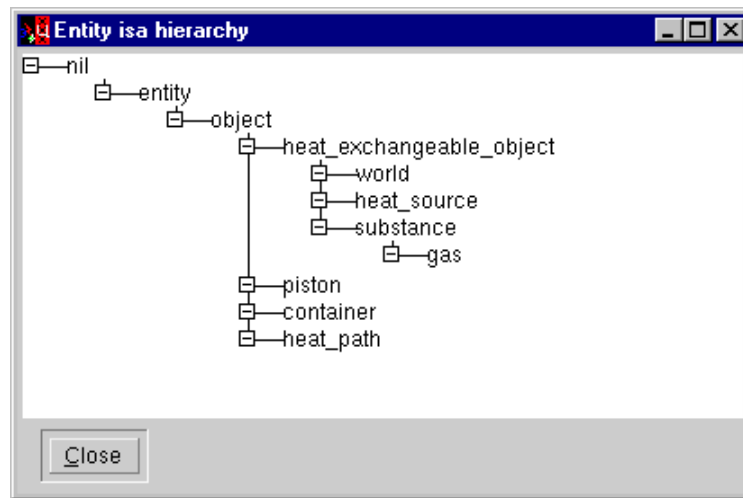 Entity isa hierarchy
nil
entity
object
heat_exchangeable_object
world
heat_source
substance
gas
piston
container
heat_path
Close